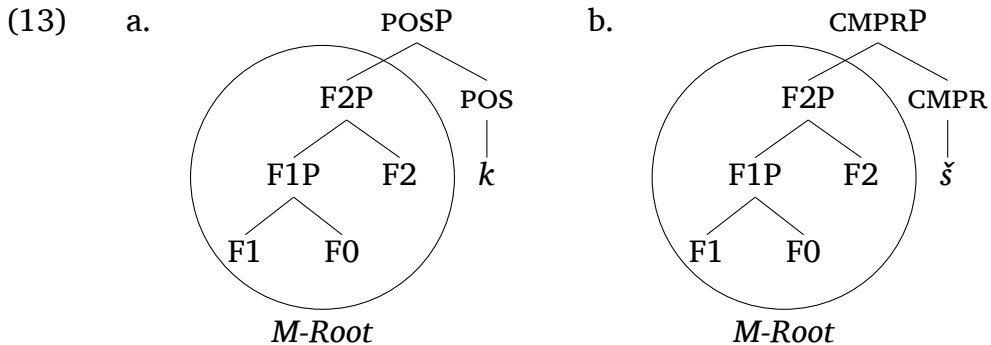 (13) a. POSP b. CMPRP
F2P POS F2P CMPR
F1P F2 k F1P F2 š
F1 F0 F1 F0
M-Root M-Root